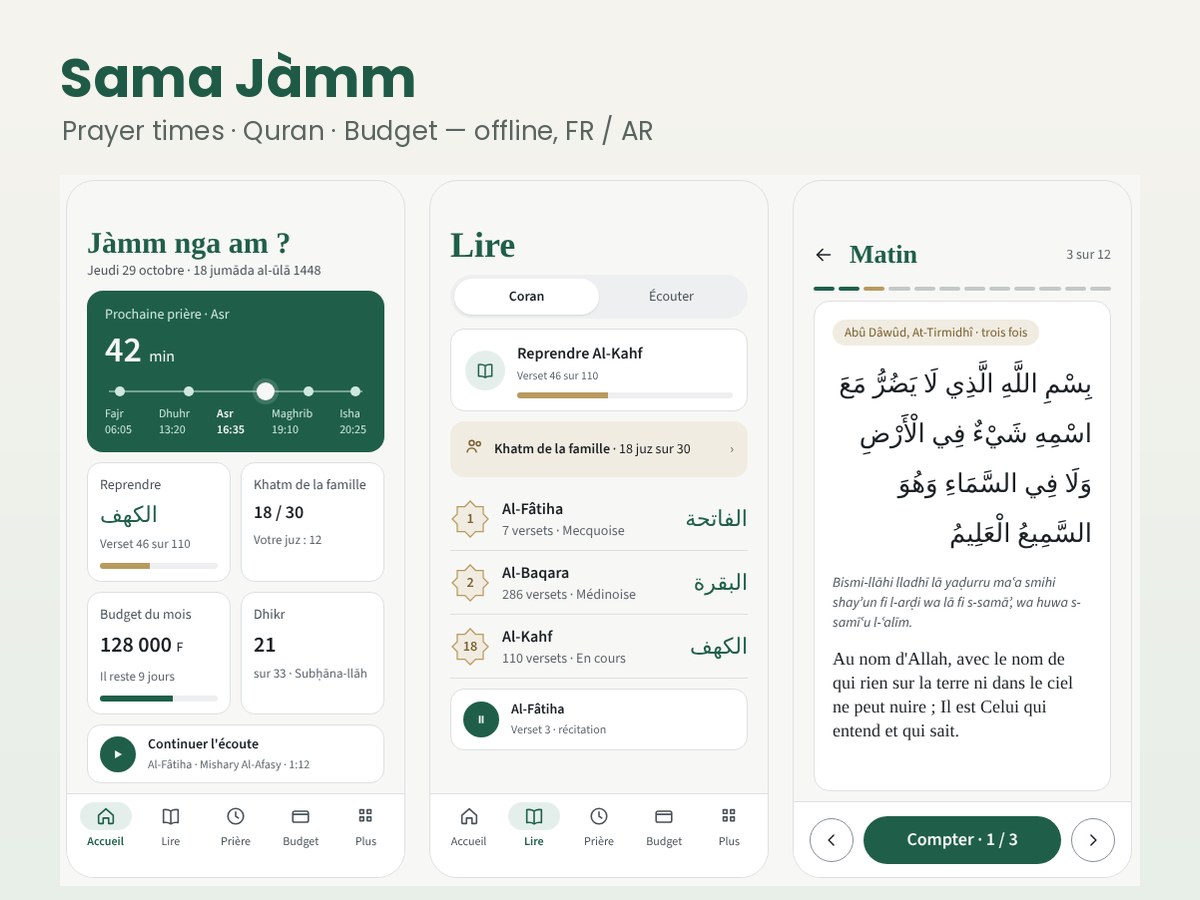 Sama Jàmm
Prayer times · Quran · Budget — offline, FR / AR
Jàmm nga am ?
Jeudi 29 octobre · 18 jumāda al-ūlā 1448
Prochaine prière · Asr
42 min
Fajr Dhuhr Asr Maghrib Isha
06:05 13:20 16:35 19:10 20:25
Reprendre
الكهف
Verset 46 sur 110
Khatm de la famille
18 / 30
Votre juz : 12
Budget du mois
128 000 F
Il reste 9 jours
Dhikr
21
sur 33 · Subḥāna-llāh
Continuer l'écoute
Al-Fâtiha · Mishary Al-Afasy · 1:12
Accueil Lire Prière Budget Plus
Lire
Coran Écouter
Reprendre Al-Kahf
Verset 46 sur 110
Khatm de la famille · 18 juz sur 30 ›
1 Al-Fâtiha الفاتحة
7 versets · Mecquoise
2 Al-Baqara البقرة
286 versets · Médinoise
18 Al-Kahf الكهف
110 versets · En cours
Al-Fâtiha
Verset 3 · récitation
Accueil Lire Prière Budget Plus
← Matin 3 sur 12
Abû Dâwûd, At-Tirmidhî · trois fois
بِسْمِ اللَّهِ الَّذِي لَا يَضُرُّ مَعَ
اسْمِهِ شَيْءٌ فِي الْأَرْضِ
وَلَا فِي السَّمَاءِ وَهُوَ
السَّمِيعُ الْعَلِيمُ
Bismi-llāhi lladhī lā yaḍurru maʿa smihi
shayʾun fī l-arḍi wa lā fī s-samāʾ, wa huwa s-
samīʿu l-ʿalīm.
Au nom d'Allah, avec le nom de
qui rien sur la terre ni dans le ciel
ne peut nuire ; Il est Celui qui
entend et qui sait.
Compter · 1 / 3